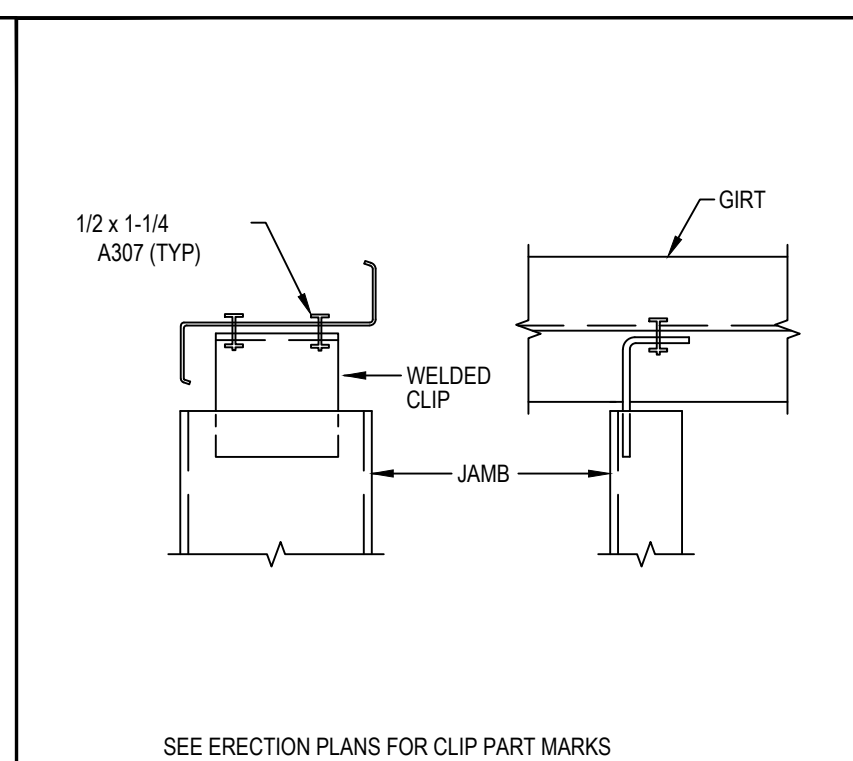 1/2 x 1-1/4
A307 (TYP)
GIRT
WELDED
CLIP
JAMB
SEE ERECTION PLANS FOR CLIP PART MARKS